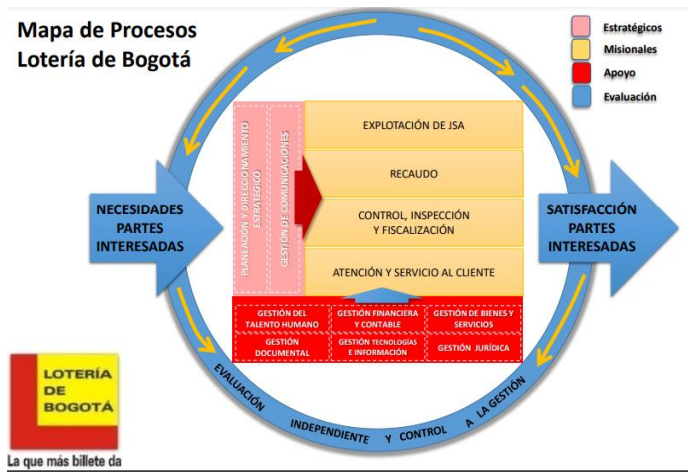 Mapa de Procesos
Lotería de Bogotá
Estratégicos
Misionales
Apoyo
Evaluación
NECESIDADES
PARTES
INTERESADAS
PLANEACIÓN Y DIRECCIONAMIENTO
ESTRATÉGICO
GESTIÓN DE COMUNICACIONES
EXPLOTACIÓN DE JSA
RECAUDO
CONTROL, INSPECCIÓN
Y FISCALIZACIÓN
ATENCIÓN Y SERVICIO AL CLIENTE
SATISFACCIÓN
PARTES
INTERESADAS
GESTIÓN DEL
TALENTO HUMANO
GESTIÓN FINANCIERA
Y CONTABLE
GESTIÓN DE BIENES Y
SERVICIOS
GESTIÓN
DOCUMENTAL
GESTIÓN TECNOLOGÍAS
E INFORMACIÓN
GESTIÓN JURÍDICA
EVALUACIÓN INDEPENDIENTE Y CONTROL A LA GESTIÓN
LOTERÍA
DE
BOGOTÁ
La que más billete da